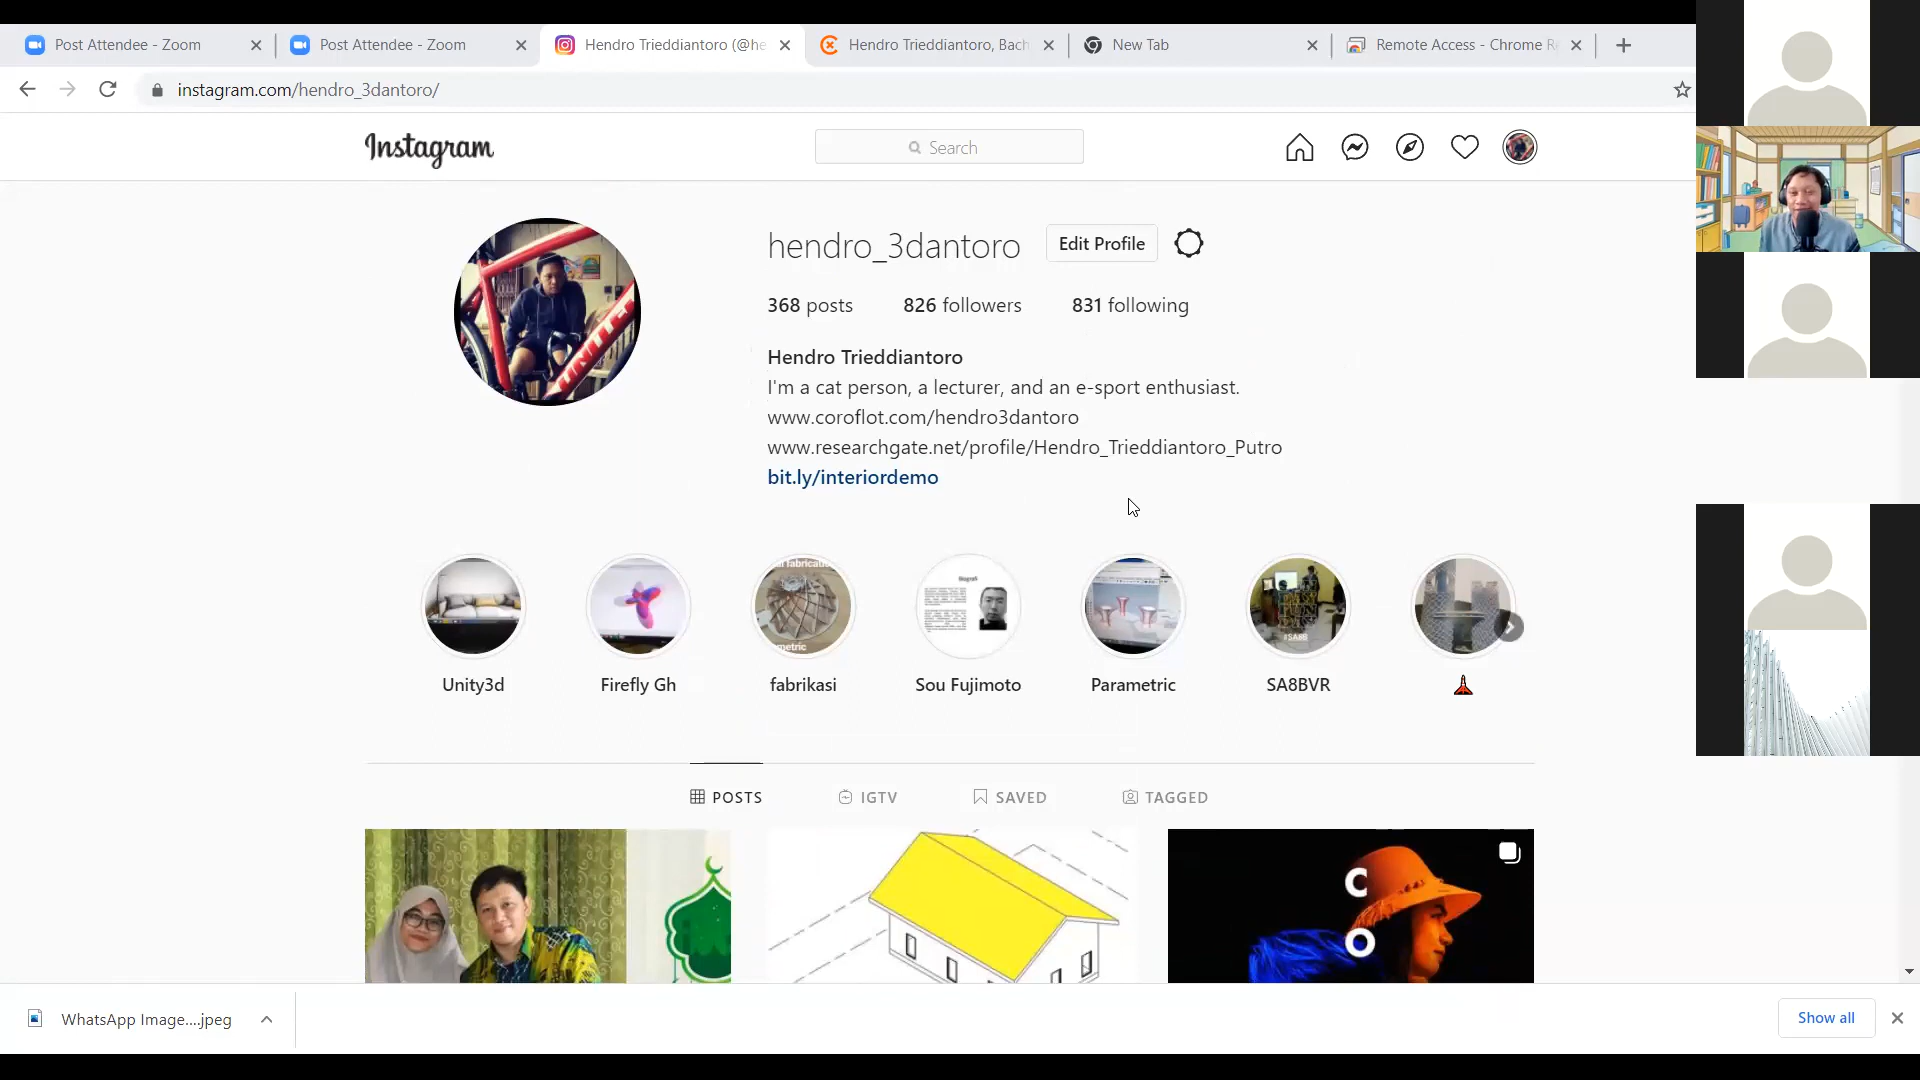 Post Attendee - Zoom
Post Attendee - Zoom
Hendro Trieddiantoro (@he
Hendro Trieddiantoro, Bach
New Tab
Remote Access - Chrome Re
instagram.com/hendro_3dantoro/
Instagram
Search
hendro_3dantoro
Edit Profile
368 posts
826 followers
831 following
Hendro Trieddiantoro
I'm a cat person, a lecturer, and an e-sport enthusiast.
www.coroflot.com/hendro3dantoro
www.researchgate.net/profile/Hendro_Trieddiantoro_Putro
bit.ly/interiordemo
Unity3d
Firefly Gh
fabrikasi
Sou Fujimoto
Parametric
SA8BVR
POSTS
IGTV
SAVED
TAGGED
C
O
WhatsApp Image....jpeg
Show all